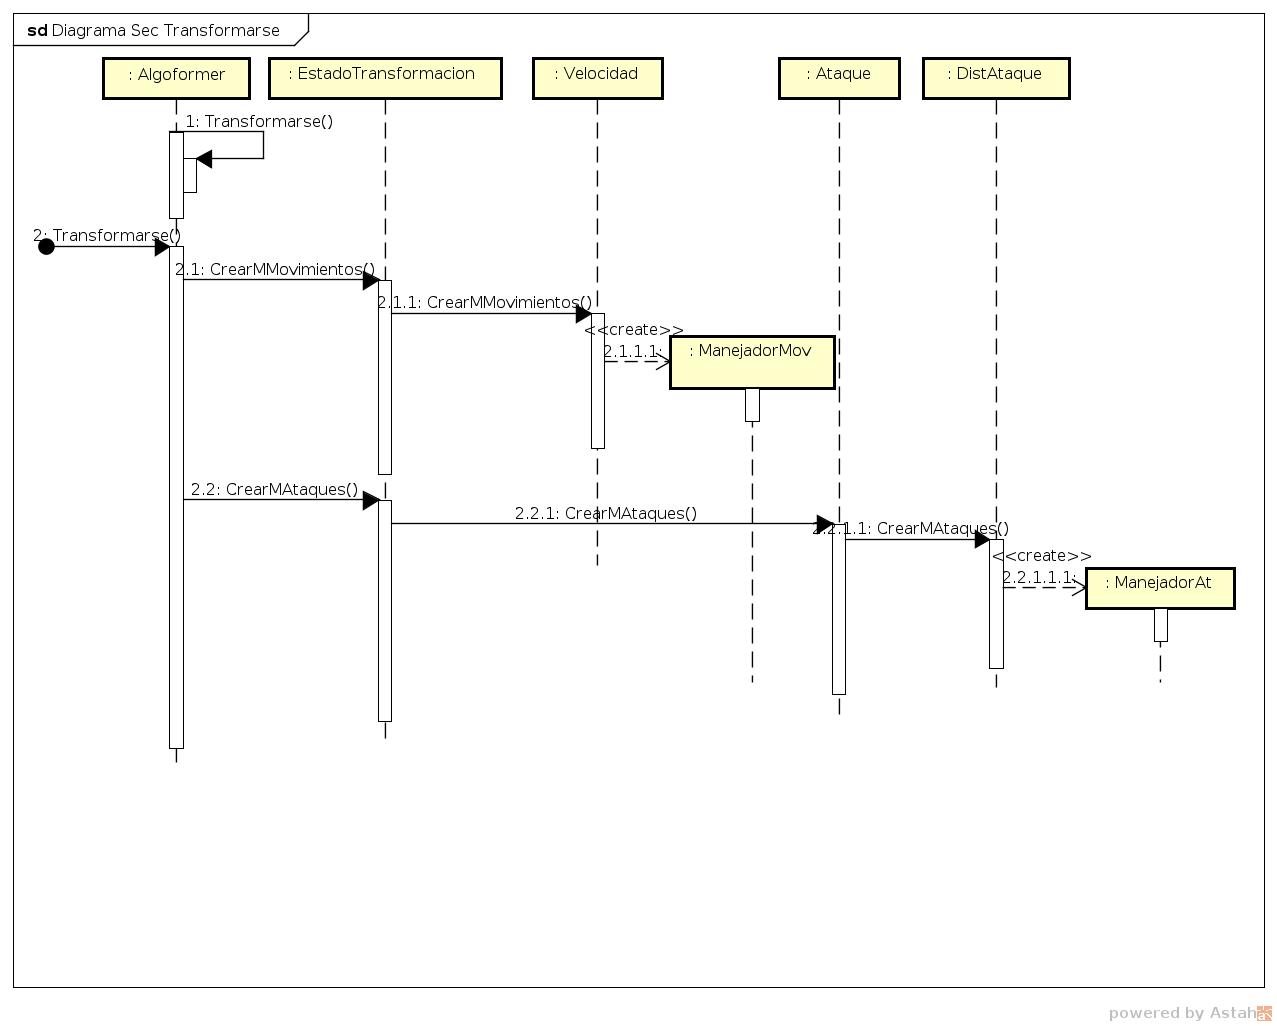 sd Diagrama Sec Transformarse
: Algoformer
: EstadoTransformacion
: Velocidad
: Ataque
: DistAtaque
1: Transformarse()
2: Transformarse()
2.1: CrearMMovimientos()
2.1.1: CrearMMovimientos()
<<create>>
2.1.1.1:
: ManejadorMov
2.2: CrearMAtaques()
2.2.1: CrearMAtaques()
2.2.1.1: CrearMAtaques()
<<create>>
2.2.1.1.1:
: ManejadorAt
powered by Astah